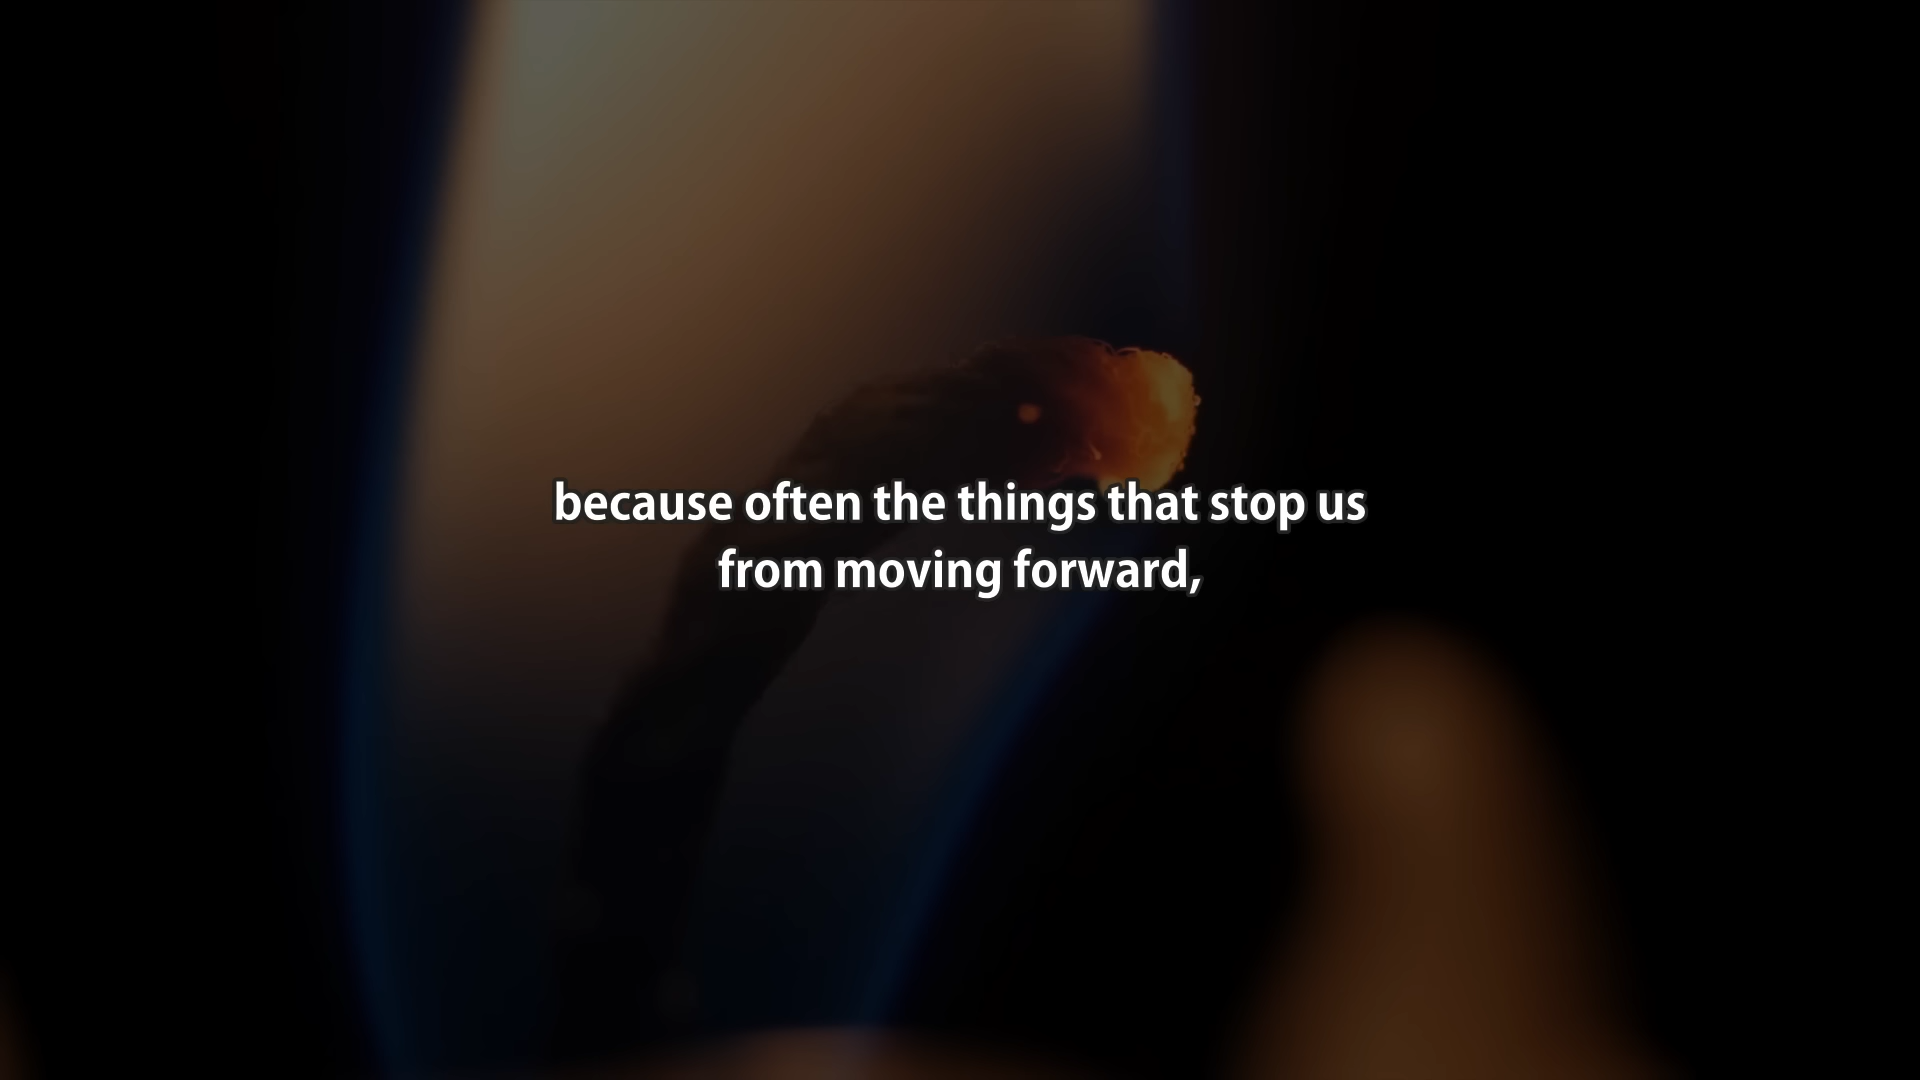 because often the things that stop us
from moving forward,